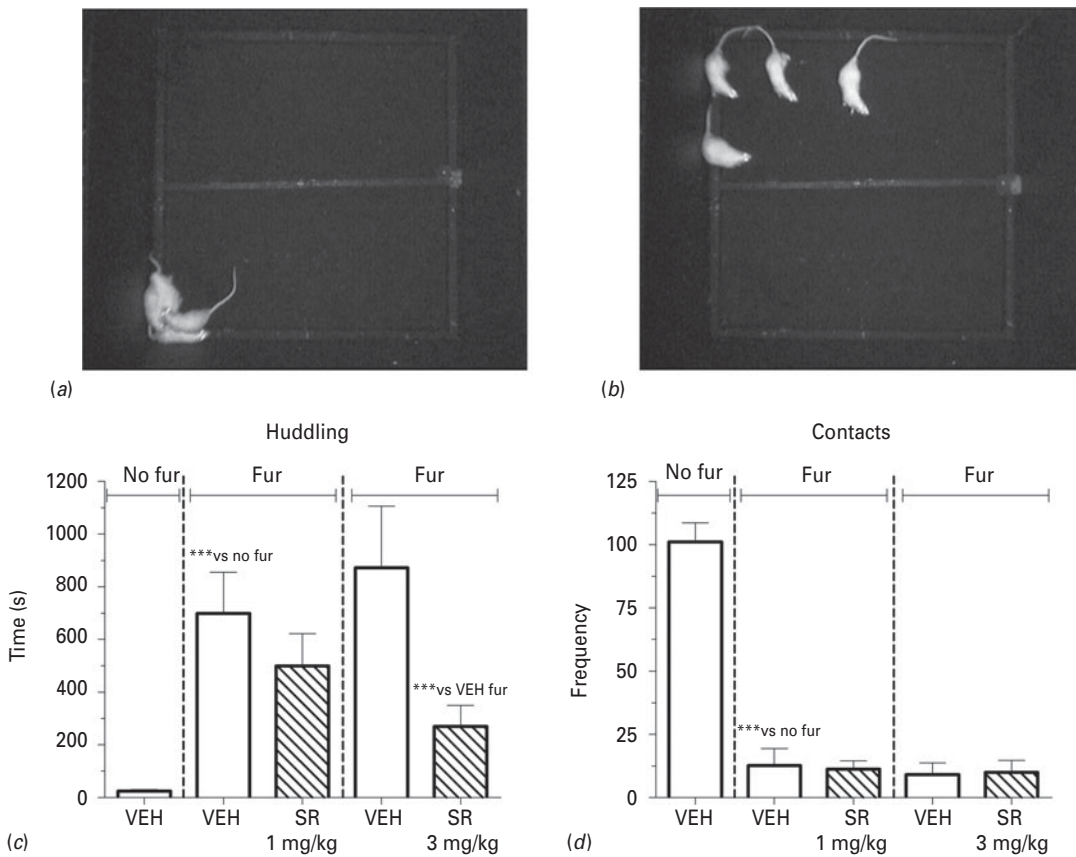 (a)
(b)
Huddling
No fur Fur Fur
1200
1000
800
600
400
200
0
Time (s)
***vs no fur
***vs VEH fur
VEH VEH SR VEH SR
1 mg/kg 3 mg/kg
(c)
Contacts
No fur Fur Fur
125
100
75
50
25
0
Frequency
***vs no fur
VEH VEH SR VEH SR
1 mg/kg 3 mg/kg
(d)